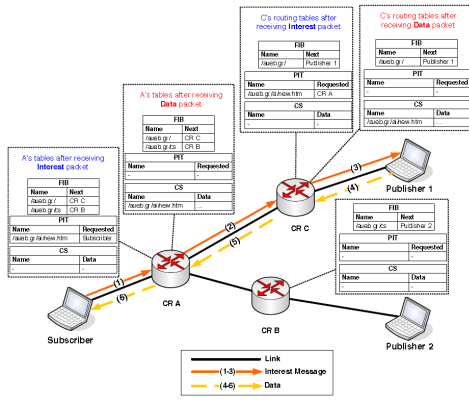 C's routing tables after
receiving Interest packet
FIB
Name Next
/aueb.gr/ Publisher 1
PIT
Name Requested
/aueb.gr/ai/new.htm CR A
CS
Name Data
- -
C's routing tables after
receiving Data packet
FIB
Name Next
/aueb.gr/ Publisher 1
PIT
Name Requested
- -
CS
Name Data
/aueb.gr/ai/new.htm ...
A's tables after receiving
Data packet
FIB
Name Next
/aueb.gr/ CR C
/aueb.gr/cs CR B
PIT
Name Requested
- -
CS
Name Data
/aueb.gr/ai/new.htm ...
A's tables after receiving
Interest packet
FIB
Name Next
/aueb.gr/ CR C
/aueb.gr/cs CR B
PIT
Name Requested
/aueb.gr/ai/new.htm Subscriber
CS
Name Data
- -
(3)
(4)
Publisher 1
(2)
(5)
CR C
FIB
Name Next
/aueb.gr/cs Publisher 2
PIT
Name Requested
- -
CS
Name Data
- -
(1)
(6)
CR A
Subscriber
CR B
Publisher 2
Link
(1-3) Interest Message
(4-6) Data